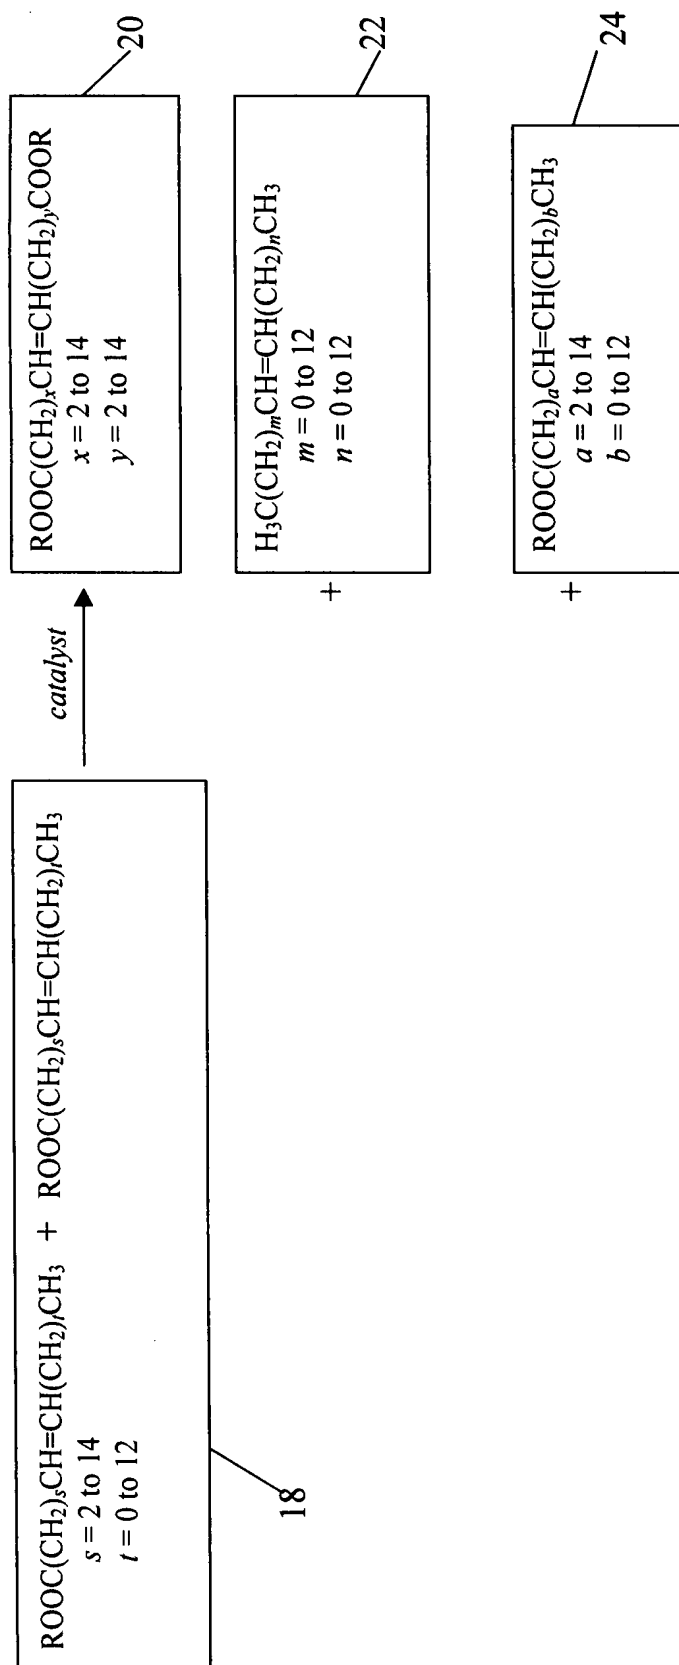 ROOC(CH₂)ₛCH=CH(CH₂)ₜCH₃ + ROOC(CH₂)ₛCH=CH(CH₂)ₜCH₃
s = 2 to 14
t = 0 to 12
18
catalyst
ROOC(CH₂)ₓCH=CH(CH₂)ᵧCOOR
x = 2 to 14
y = 2 to 14
20
+
H₃C(CH₂)ₘCH=CH(CH₂)ₙCH₃
m = 0 to 12
n = 0 to 12
22
+
ROOC(CH₂)ₐCH=CH(CH₂)bCH₃
a = 2 to 14
b = 0 to 12
24